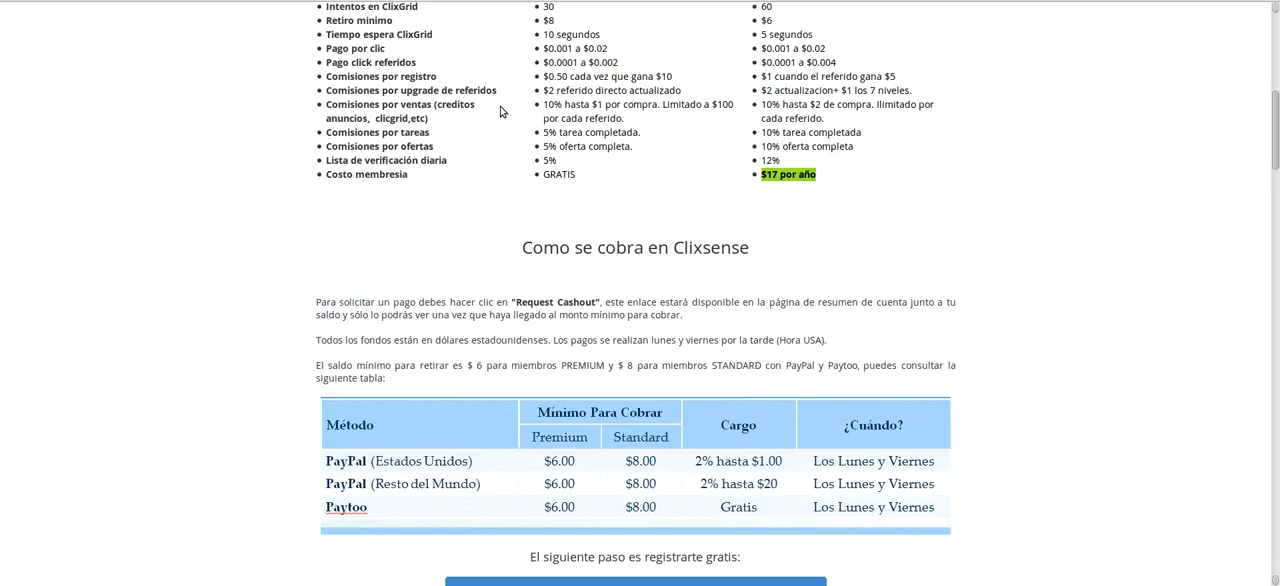 Intentos en ClixGrid 30 60
Retiro minimo $8 $6
Tiempo espera ClixGrid 10 segundos 5 segundos
Pago por clic $0.001 a $0.02 $0.001 a $0.02
Pago click referidos $0.0001 a $0.002 $0.0001 a $0.004
Comisiones por registro $0.50 cada vez que gana $10 $1 cuando el referido gana $5
Comisiones por upgrade de referidos $2 referido directo actualizado $2 actualizacion+ $1 los 7 niveles.
Comisiones por ventas (creditos 10% hasta $1 por compra. Limitado a $100 10% hasta $2 de compra. Ilimitado por
anuncios, clicgrid,etc) por cada referido. cada referido.
Comisiones por tareas 5% tarea completada. 10% tarea completada
Comisiones por ofertas 5% oferta completa. 10% oferta completa
Lista de verificación diaria 5% 12%
Costo membresia GRATIS $17 por año
Como se cobra en Clixsense
Para solicitar un pago debes hacer clic en "Request Cashout", este enlace estará disponible en la página de resumen de cuenta junto a tu
saldo y sólo lo podrás ver una vez que haya llegado al monto mínimo para cobrar.
Todos los fondos están en dólares estadounidenses. Los pagos se realizan lunes y viernes por la tarde (Hora USA).
El saldo mínimo para retirar es $ 6 para miembros PREMIUM y $ 8 para miembros STANDARD con PayPal y Paytoo, puedes consultar la
siguiente tabla:
Método Mínimo Para Cobrar Cargo ¿Cuándo?
Premium Standard
PayPal (Estados Unidos) $6.00 $8.00 2% hasta $1.00 Los Lunes y Viernes
PayPal (Resto del Mundo) $6.00 $8.00 2% hasta $20 Los Lunes y Viernes
Paytoo $6.00 $8.00 Gratis Los Lunes y Viernes
El siguiente paso es registrarte gratis: